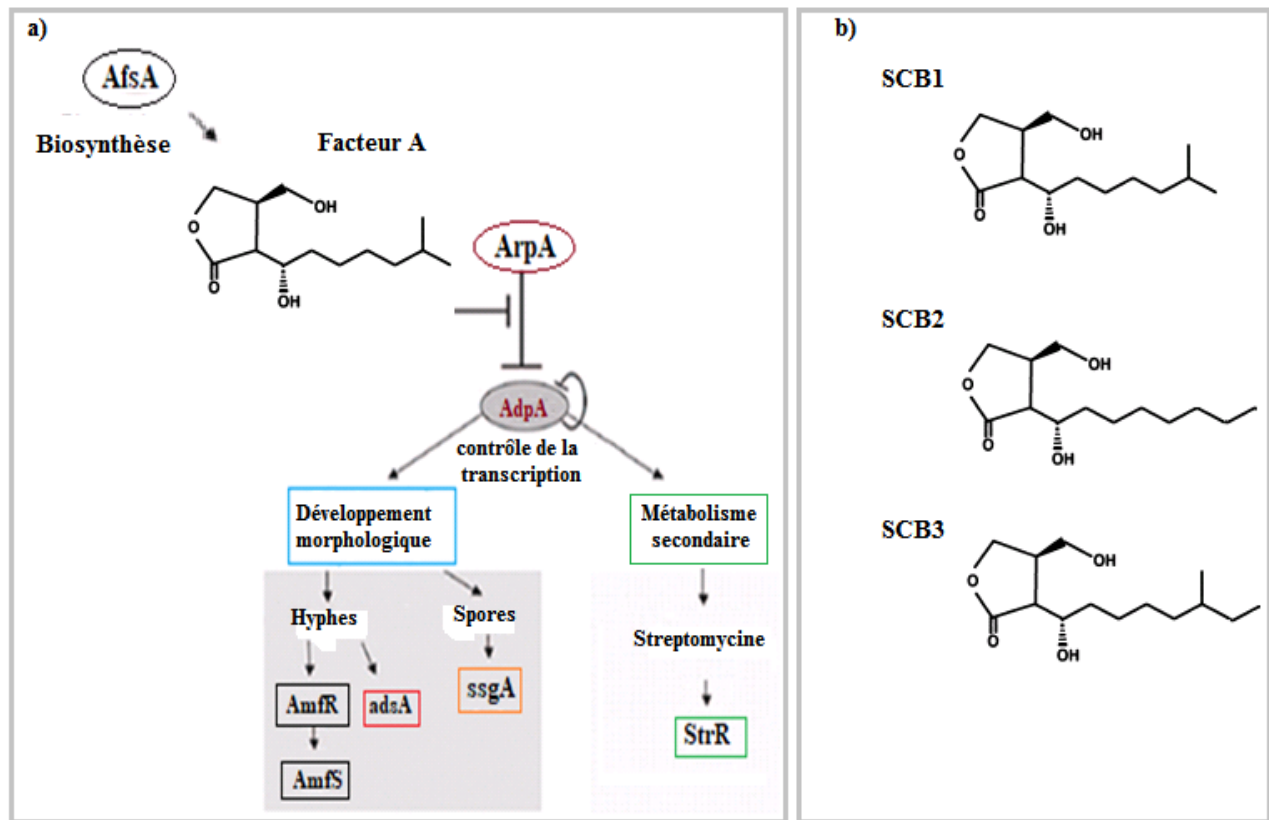 a)
AfsA
Biosynthèse
Facteur A
OH
O
O
OH
ArpA
AdpA
contrôle de la
transcription
Développement
morphologique
Métabolisme
secondaire
Hyphes
Spores
Streptomycine
AmfR
adsA
ssgA
StrR
AmfS
b)
SCB1
OH
O
O
OH
SCB2
OH
O
O
OH
SCB3
OH
O
O
OH